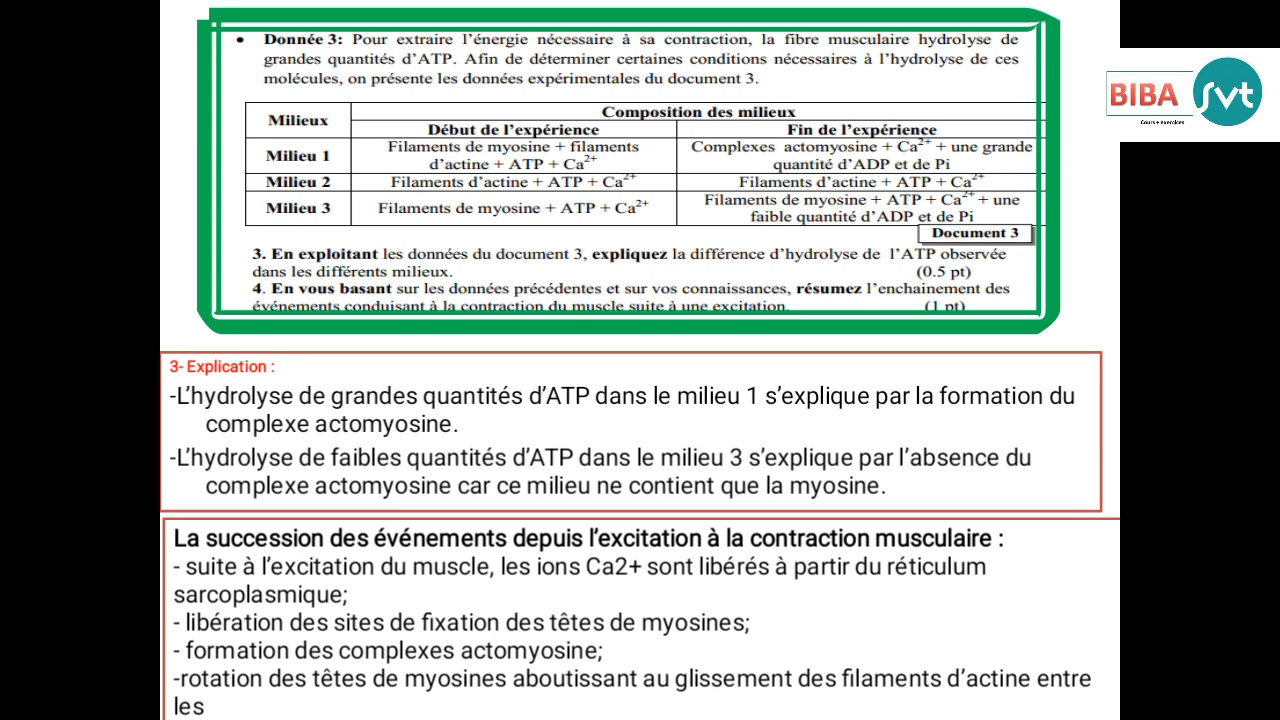 • Donnée 3: Pour extraire l'énergie nécessaire à sa contraction, la fibre musculaire hydrolyse de
grandes quantités d'ATP. Afin de déterminer certaines conditions nécessaires à l'hydrolyse de ces
molécules, on présente les données expérimentales du document 3.
Milieux
Composition des milieux
Début de l'expérience
Fin de l'expérience
Milieu 1
Filaments de myosine + filaments
d'actine + ATP + Ca2+
Complexes actomyosine + Ca2+ + une grande
quantité d'ADP et de Pi
Milieu 2
Filaments d'actine + ATP + Ca2+
Filaments d'actine + ATP + Ca2+
Milieu 3
Filaments de myosine + ATP + Ca2+
Filaments de myosine + ATP + Ca2+ + une
faible quantité d'ADP et de Pi
Document 3
3. En exploitant les données du document 3, expliquez la différence d'hydrolyse de l'ATP observée
dans les différents milieux. (0.5 pt)
4. En vous basant sur les données précédentes et sur vos connaissances, résumez l'enchainement des
événements conduisant à la contraction du muscle suite à une excitation. (1 pt)
BIBA
svt
Cours + exercices
3- Explication :
-L'hydrolyse de grandes quantités d'ATP dans le milieu 1 s'explique par la formation du
complexe actomyosine.
-L'hydrolyse de faibles quantités d'ATP dans le milieu 3 s'explique par l'absence du
complexe actomyosine car ce milieu ne contient que la myosine.
La succession des événements depuis l'excitation à la contraction musculaire :
- suite à l'excitation du muscle, les ions Ca2+ sont libérés à partir du réticulum
sarcoplasmique;
- libération des sites de fixation des têtes de myosines;
- formation des complexes actomyosine;
-rotation des têtes de myosines aboutissant au glissement des filaments d'actine entre
les